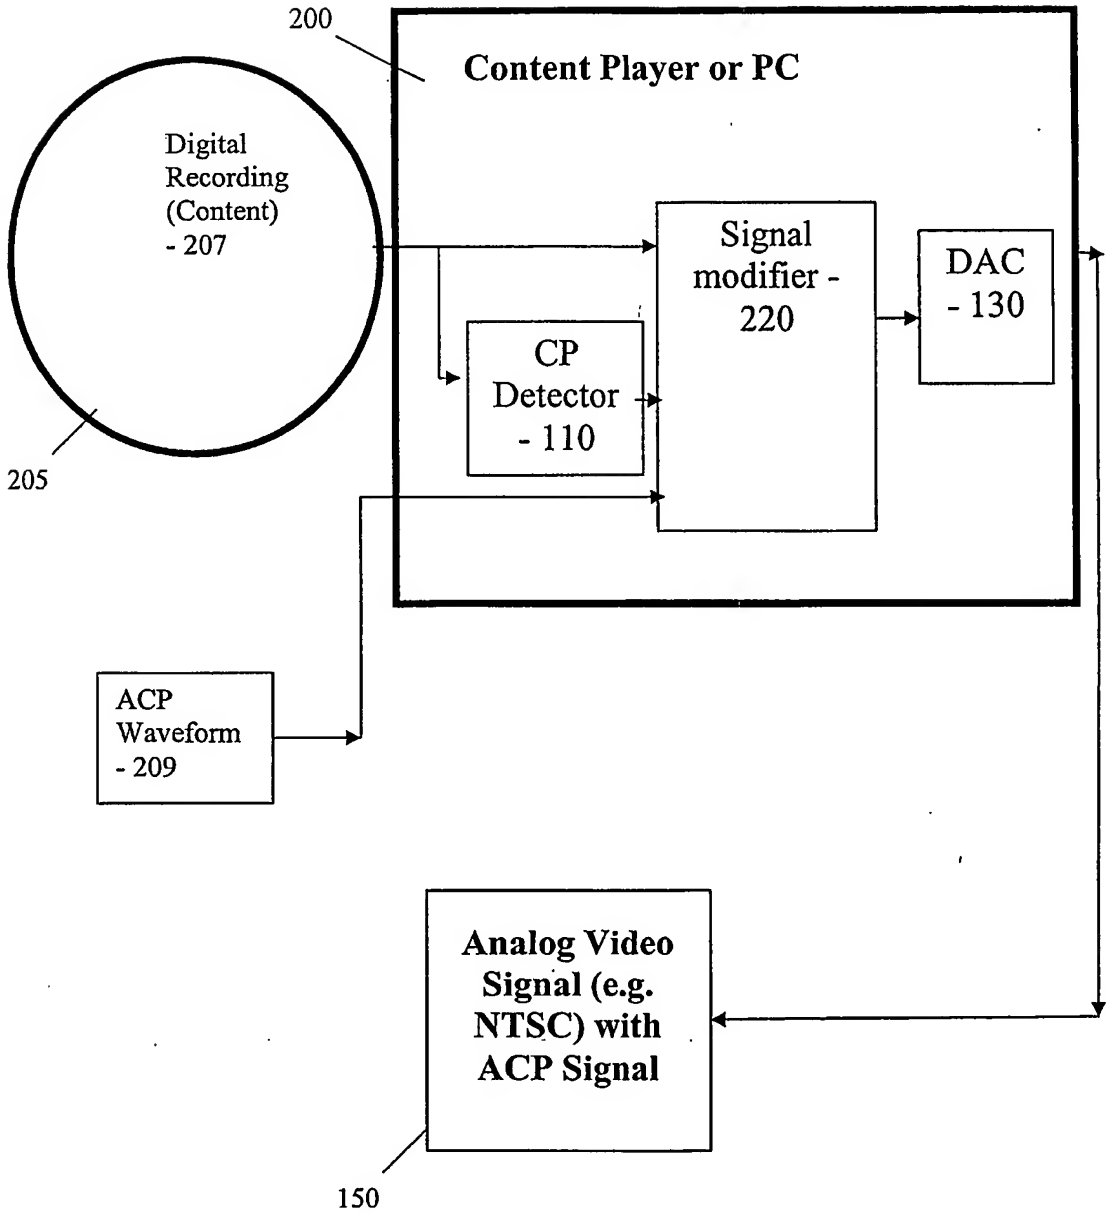 200
Content Player or PC
Digital
Recording
(Content)
- 207
Signal
modifier -
220
DAC
- 130
CP
Detector
- 110
205
ACP
Waveform
- 209
Analog Video
Signal (e.g.
NTSC) with
ACP Signal
150